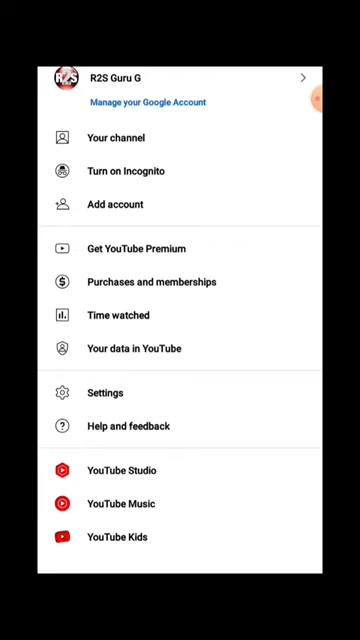 R2S
R2S Guru G
Manage your Google Account
Your channel
Turn on Incognito
Add account
Get YouTube Premium
Purchases and memberships
Time watched
Your data in YouTube
Settings
Help and feedback
YouTube Studio
YouTube Music
YouTube Kids